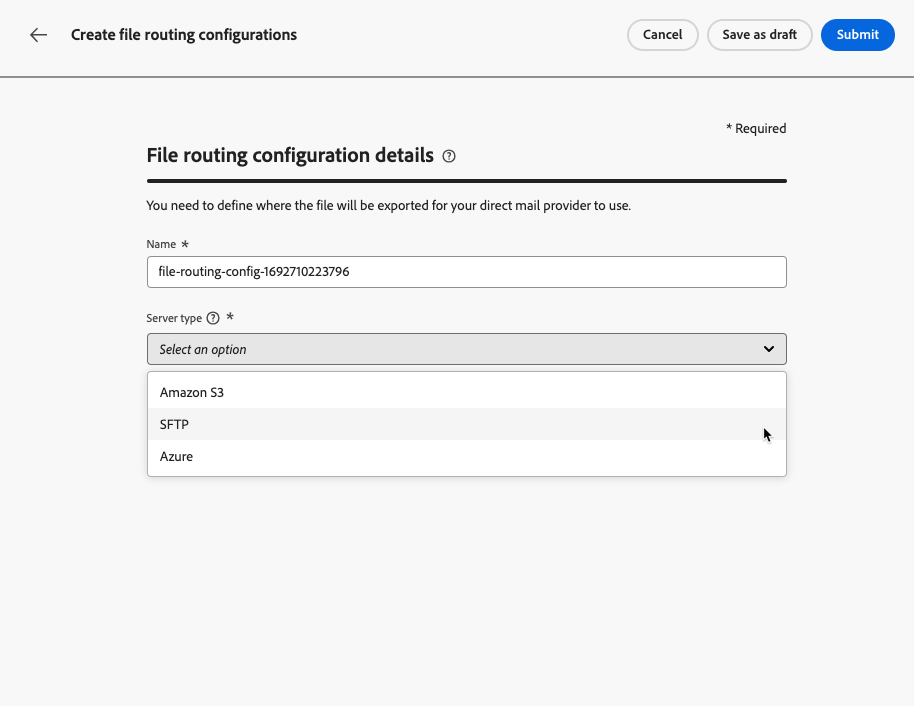 Create file routing configurations
Cancel
Save as draft
Submit
* Required
File routing configuration details
You need to define where the file will be exported for your direct mail provider to use.
Name *
file-routing-config-1692710223796
Server type *
Select an option
Amazon S3
SFTP
Azure